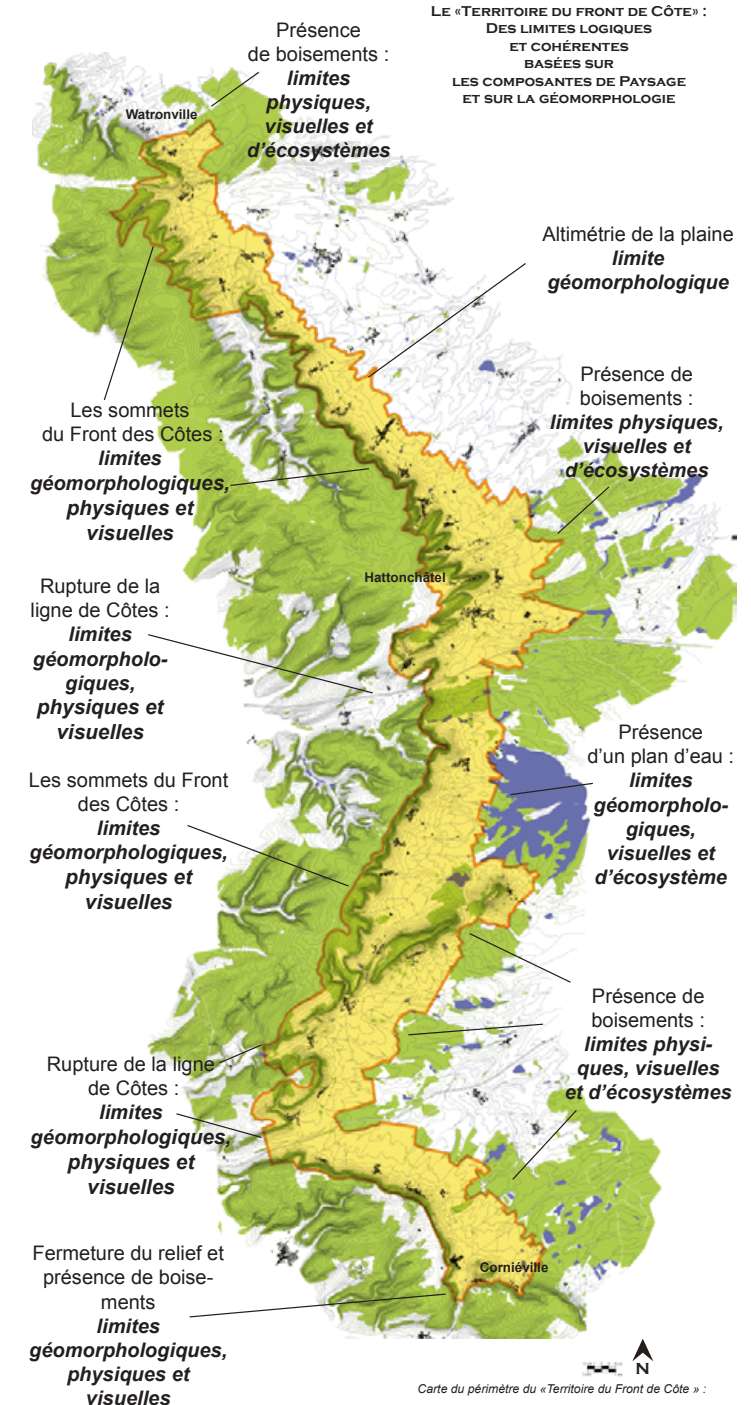 LE «TERRITOIRE DU FRONT DE CÔTE» :
DES LIMITES LOGIQUES
ET COHÉRENTES
BASÉES SUR
LES COMPOSANTES DE PAYSAGE
ET SUR LA GÉOMORPHOLOGIE
Présence
de boisements :
limites
physiques,
visuelles et
d'écosystèmes
Watronville
Altimétrie de la plaine
limite
géomorphologique
Présence de
boisements :
limites physiques,
visuelles et
d'écosystèmes
Les sommets
du Front des Côtes :
limites
géomorphologiques,
physiques et
visuelles
Hattonchâtel
Rupture de la
ligne de Côtes :
limites
géomorpholo-
giques,
physiques et
visuelles
Présence
d'un plan d'eau :
limites
géomorpholo-
giques,
visuelles et
d'écosystème
Les sommets du Front
des Côtes :
limites
géomorphologiques,
physiques et
visuelles
Présence de
boisements :
limites physi-
ques, visuelles
et d'écosystèmes
Rupture de la ligne
de Côtes :
limites
géomorphologiques,
physiques et
visuelles
Fermeture du relief et
présence de boise-
ments
limites
géomorphologiques,
physiques et
visuelles
Corniéville
N
Carte du périmètre du «Territoire du Front de Côte » :